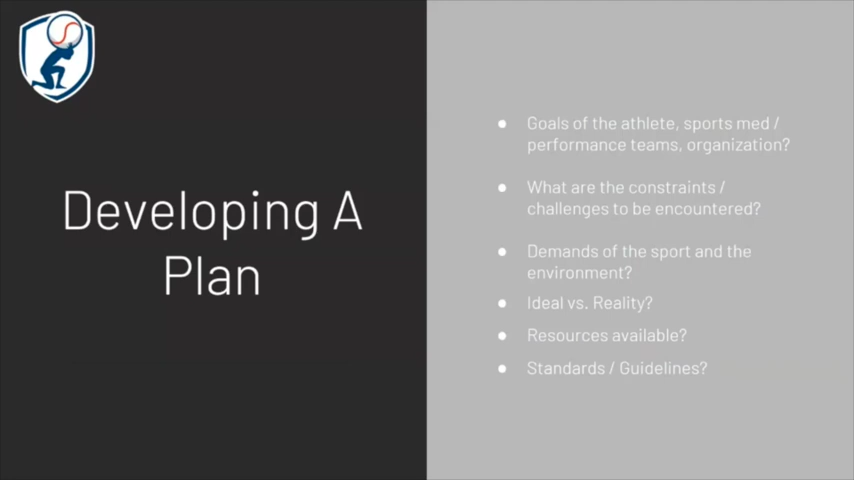 Developing A
Plan
● Goals of the athlete, sports med /
performance teams, organization?
● What are the constraints /
challenges to be encountered?
● Demands of the sport and the
environment?
● Ideal vs. Reality?
● Resources available?
● Standards / Guidelines?